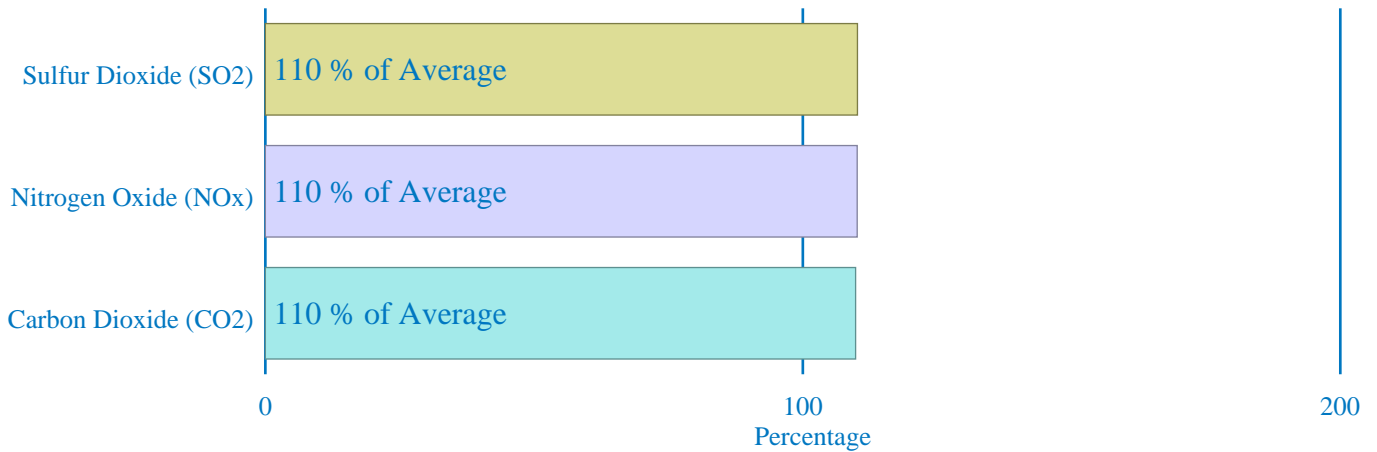 Sulfur Dioxide (SO2)
110 % of Average
Nitrogen Oxide (NOx)
110 % of Average
Carbon Dioxide (CO2)
110 % of Average
0
100
200
Percentage